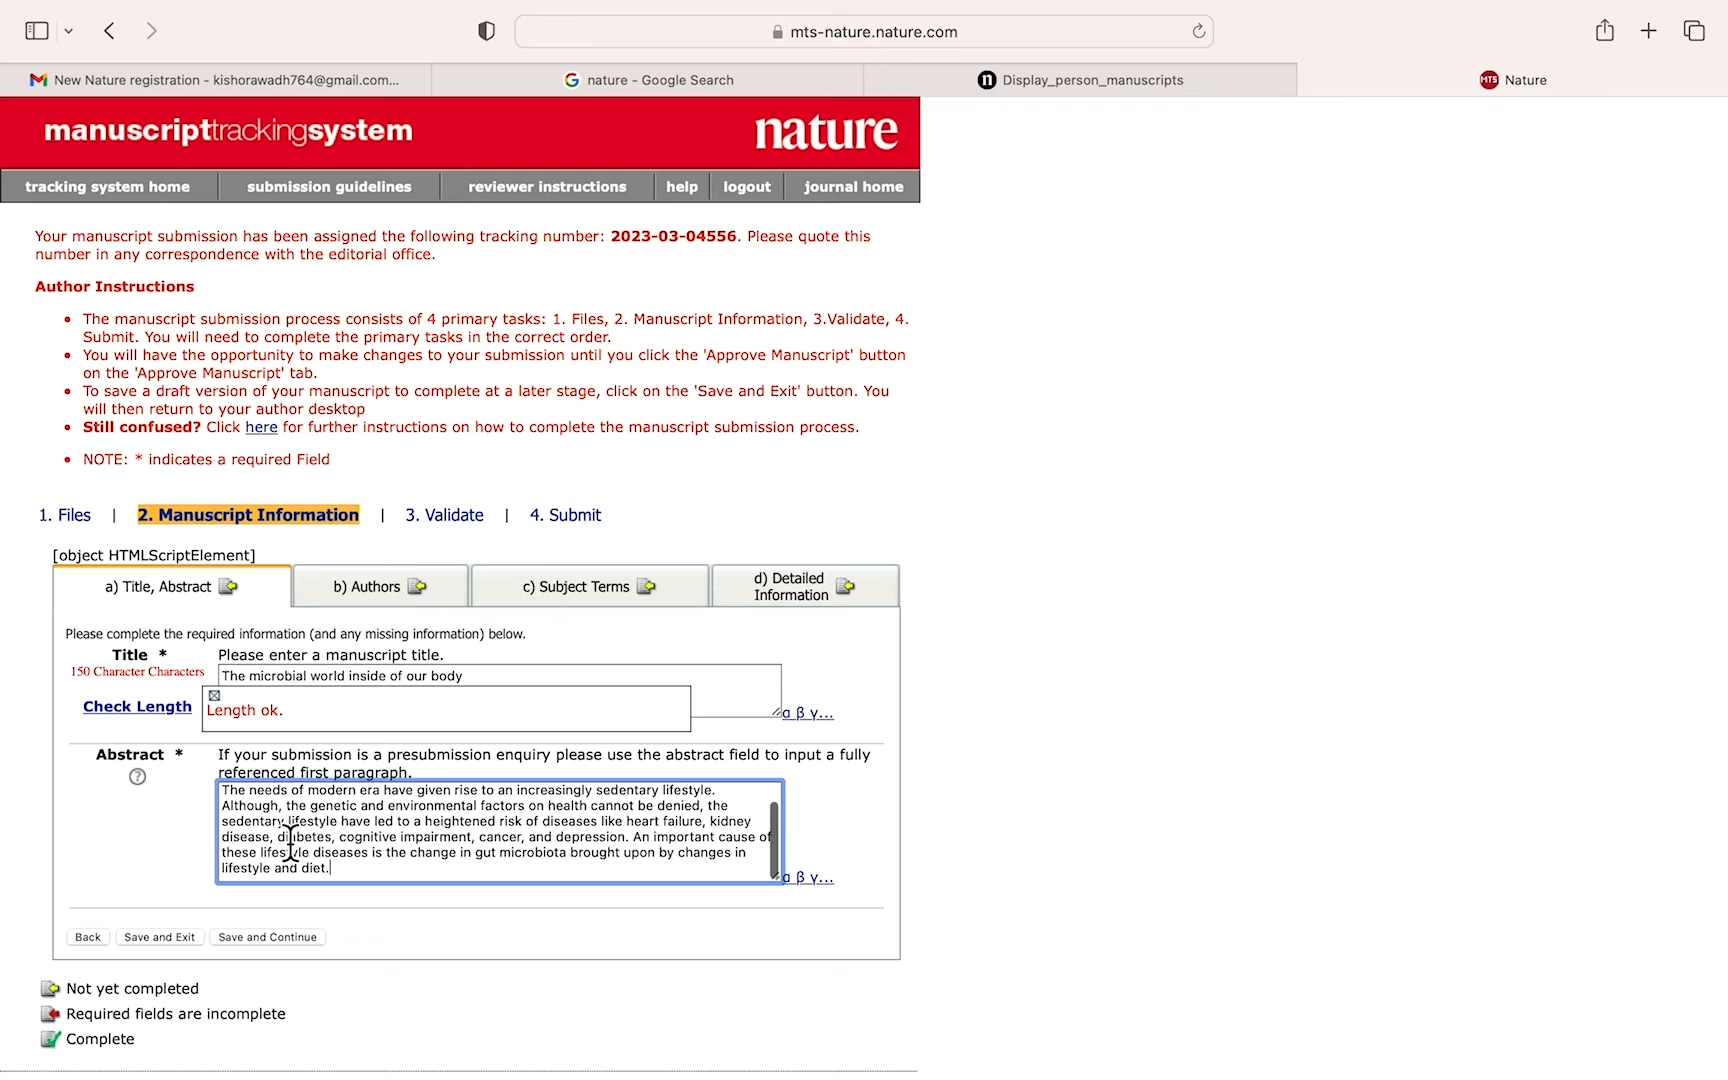 mts-nature.nature.com
New Nature registration - kishorawadh764@gmail.com...
nature - Google Search
Display_person_manuscripts
MTS Nature
manuscripttrackingsystem
nature
tracking system home
submission guidelines
reviewer instructions
help
logout
journal home
Your manuscript submission has been assigned the following tracking number: 2023-03-04556. Please quote this
number in any correspondence with the editorial office.
Author Instructions
• The manuscript submission process consists of 4 primary tasks: 1. Files, 2. Manuscript Information, 3.Validate, 4.
Submit. You will need to complete the primary tasks in the correct order.
• You will have the opportunity to make changes to your submission until you click the 'Approve Manuscript' button
on the 'Approve Manuscript' tab.
• To save a draft version of your manuscript to complete at a later stage, click on the 'Save and Exit' button. You
will then return to your author desktop
• Still confused? Click here for further instructions on how to complete the manuscript submission process.
• NOTE: * indicates a required Field
1. Files | 2. Manuscript Information | 3. Validate | 4. Submit
[object HTMLScriptElement]
a) Title, Abstract
b) Authors
c) Subject Terms
d) Detailed
Information
Please complete the required information (and any missing information) below.
Title *
Please enter a manuscript title.
150 Character Characters
The microbial world inside of our body
Check Length
Length ok.
α β γ...
Abstract *
If your submission is a presubmission enquiry please use the abstract field to input a fully
referenced first paragraph.
?
The needs of modern era have given rise to an increasingly sedentary lifestyle.
Although, the genetic and environmental factors on health cannot be denied, the
sedentary lifestyle have led to a heightened risk of diseases like heart failure, kidney
disease, diabetes, cognitive impairment, cancer, and depression. An important cause of
these lifestyle diseases is the change in gut microbiota brought upon by changes in
lifestyle and diet.
α β γ...
Back
Save and Exit
Save and Continue
Not yet completed
Required fields are incomplete
Complete